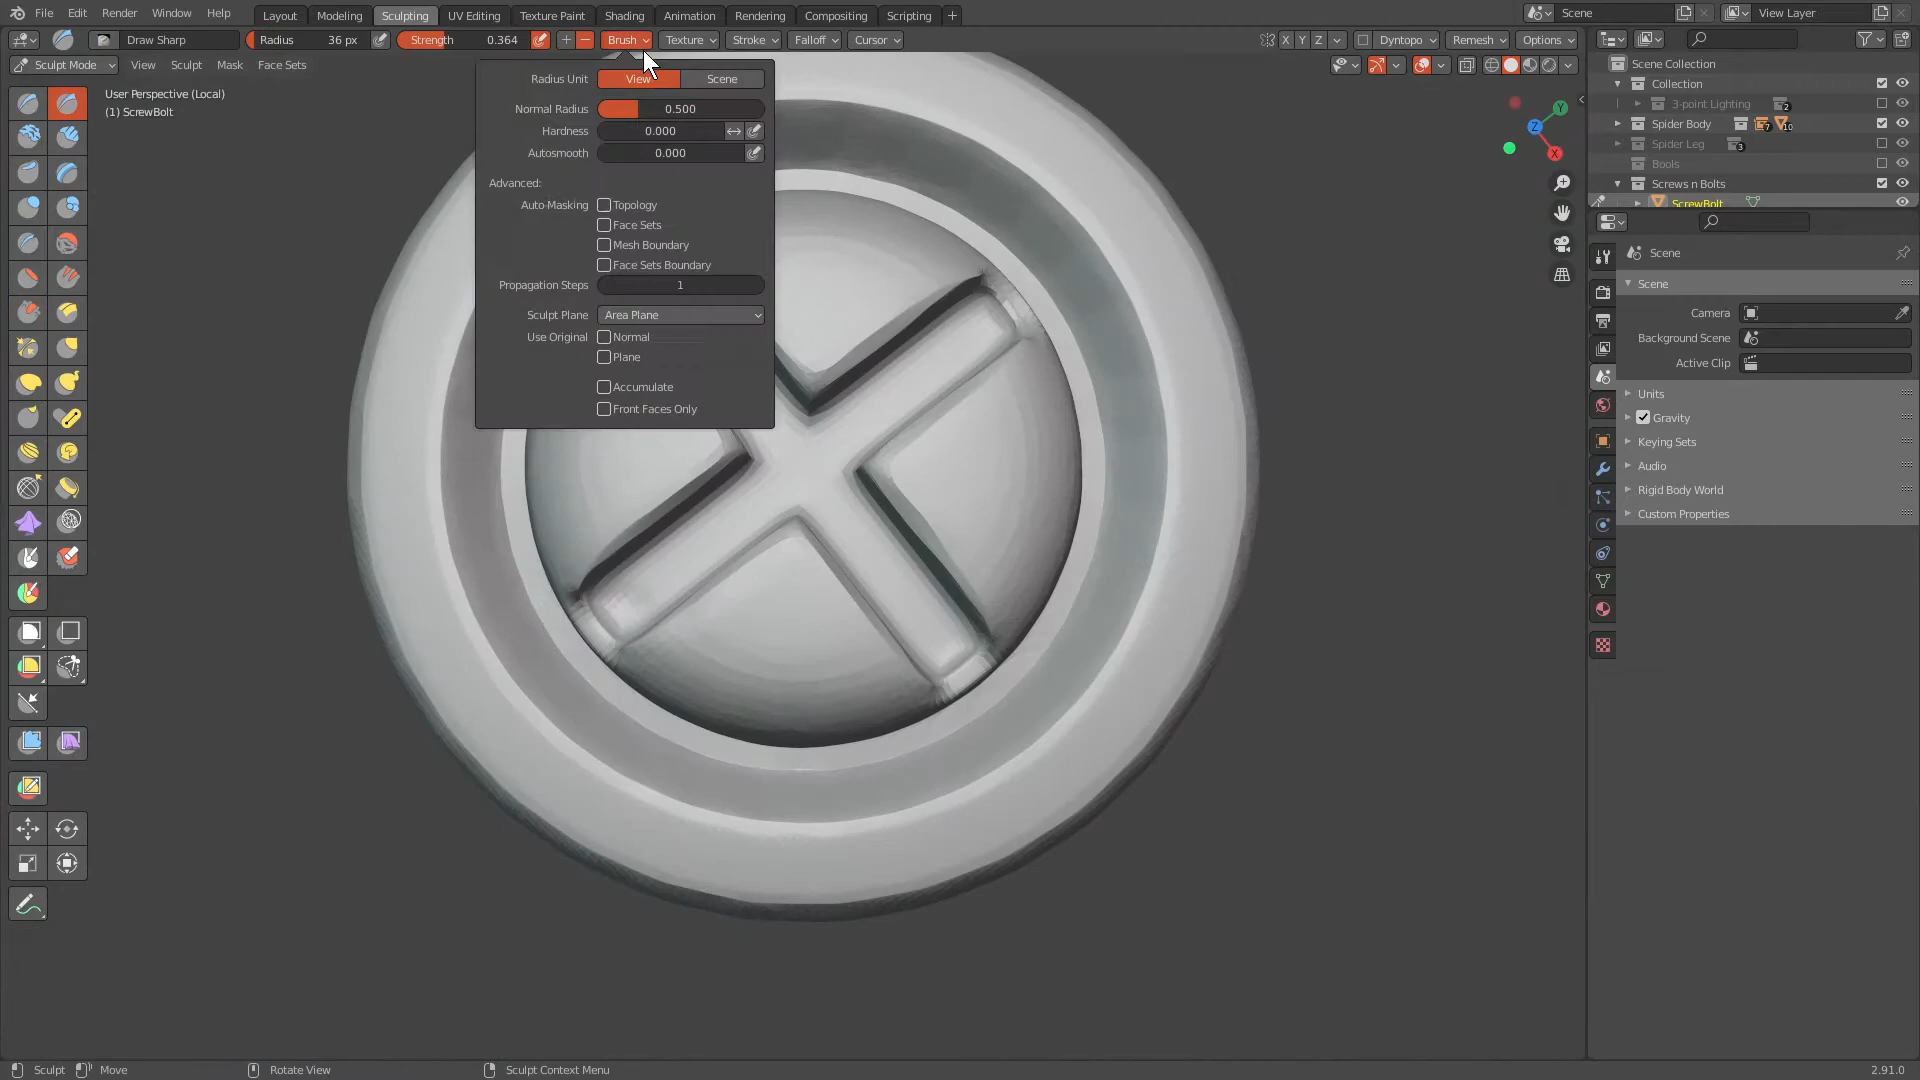 File Edit Render Window Help Layout Modeling Sculpting UV Editing Texture Paint Shading Animation Rendering Compositing Scripting + Scene View Layer
Draw Sharp Radius 36 px Strength 0.364 Brush Texture Stroke Falloff Cursor X Y Z Dyntopo Remesh Options
Sculpt Mode View Sculpt Mask Face Sets
User Perspective (Local)
(1) ScrewBolt
Radius Unit View Scene
Normal Radius 0.500
Hardness 0.000
Autosmooth 0.000
Advanced:
Auto-Masking Topology
Face Sets
Mesh Boundary
Face Sets Boundary
Propagation Steps 1
Sculpt Plane Area Plane
Use Original Normal
Plane
Accumulate
Front Faces Only
Y
Z
X
Scene Collection
Collection
3-point Lighting 2
Spider Body 7 10
Spider Leg 3
Bools
Screws n Bolts
ScrewBolt
Scene
Scene
Camera
Background Scene
Active Clip
Units
Gravity
Keying Sets
Audio
Rigid Body World
Custom Properties
Sculpt Move Rotate View Sculpt Context Menu 2.91.0